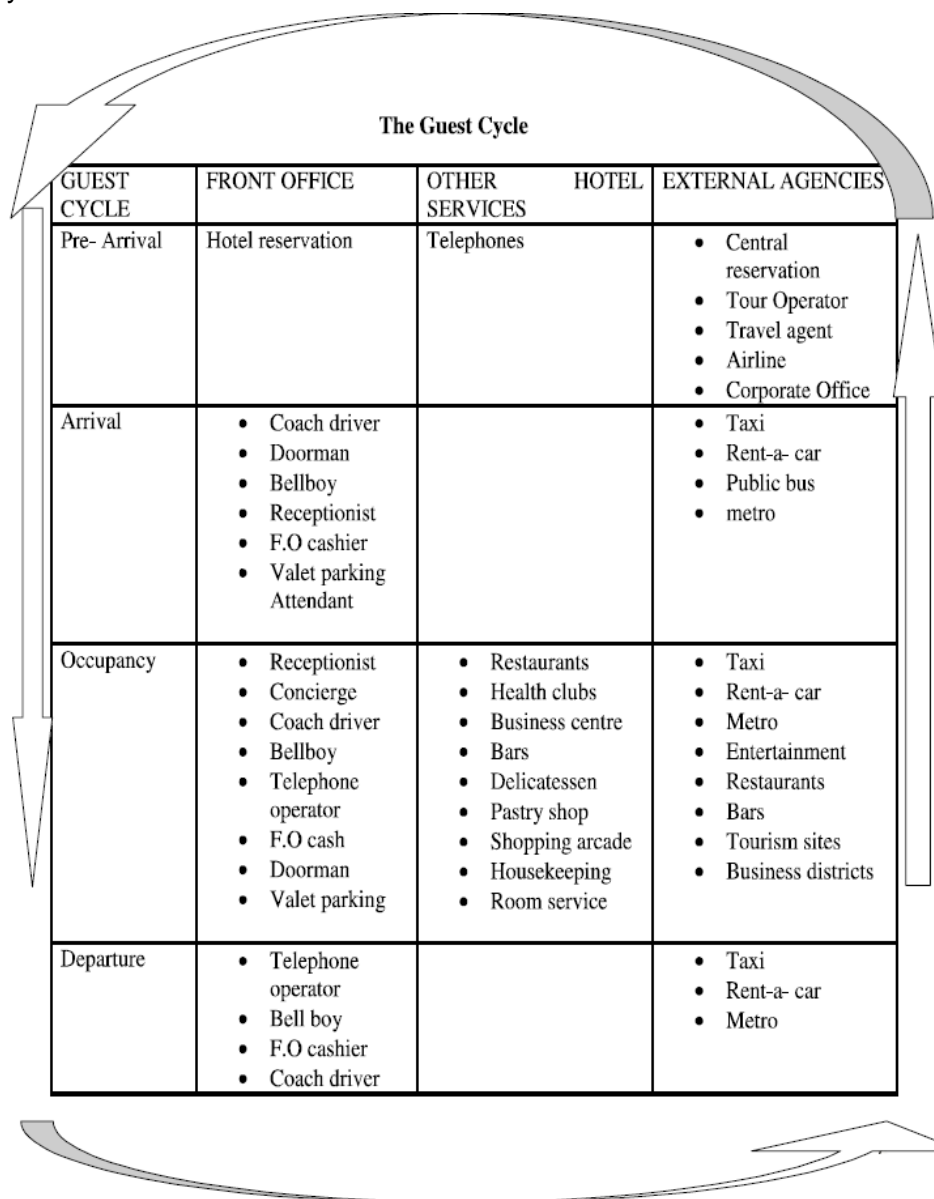 The Guest Cycle
GUEST CYCLE
FRONT OFFICE
OTHER HOTEL SERVICES
EXTERNAL AGENCIES
Pre- Arrival
Hotel reservation
Telephones
• Central reservation
• Tour Operator
• Travel agent
• Airline
• Corporate Office
Arrival
• Coach driver
• Doorman
• Bellboy
• Receptionist
• F.O cashier
• Valet parking Attendant
• Taxi
• Rent-a- car
• Public bus
• metro
Occupancy
• Receptionist
• Concierge
• Coach driver
• Bellboy
• Telephone operator
• F.O cash
• Doorman
• Valet parking
• Restaurants
• Health clubs
• Business centre
• Bars
• Delicatessen
• Pastry shop
• Shopping arcade
• Housekeeping
• Room service
• Taxi
• Rent-a- car
• Metro
• Entertainment
• Restaurants
• Bars
• Tourism sites
• Business districts
Departure
• Telephone operator
• Bell boy
• F.O cashier
• Coach driver
• Taxi
• Rent-a- car
• Metro